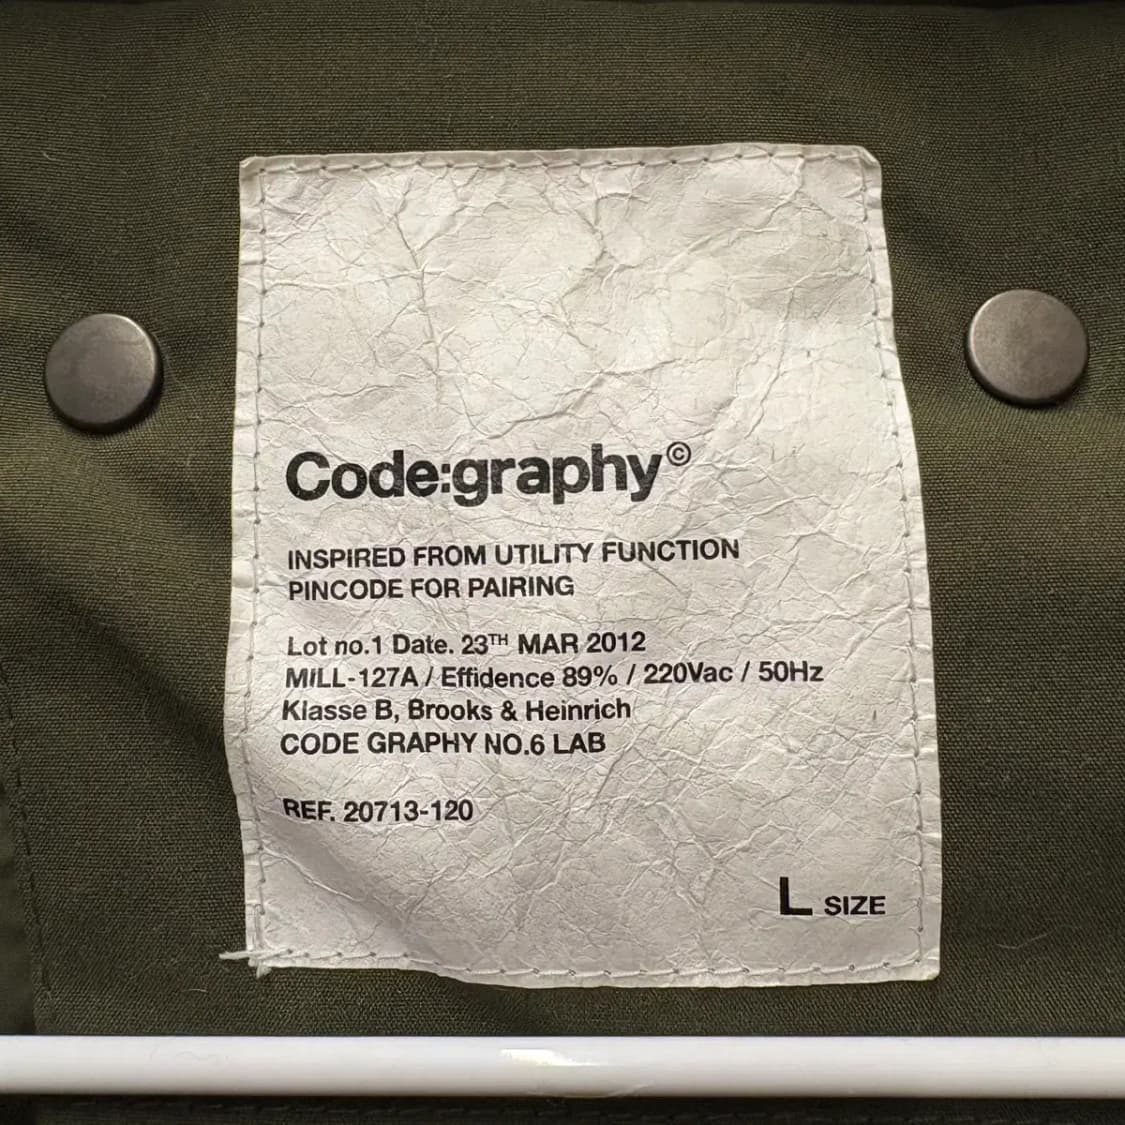 Code:graphy©
INSPIRED FROM UTILITY FUNCTION
PINCODE FOR PAIRING
Lot no.1 Date. 23TH MAR 2012
MILL-127A / Effidence 89% / 220Vac / 50Hz
Klasse B, Brooks & Heinrich
CODE GRAPHY NO.6 LAB
REF. 20713-120
L SIZE